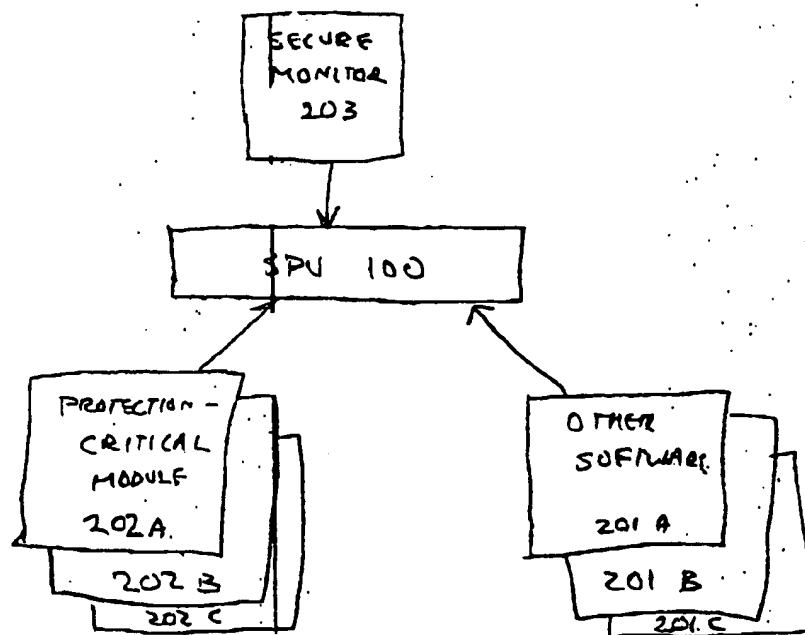 SECURE
MONITOR
203
SPU 100
PROTECTION-
CRITICAL
MODULE
202A.
202 B
202 C
OTHER
SOFTWARE
201 A
201 B
201. C